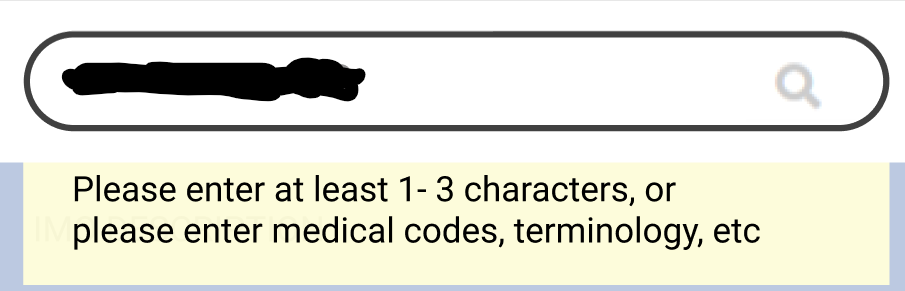 Please enter at least 1- 3 characters, or
please enter medical codes, terminology, etc